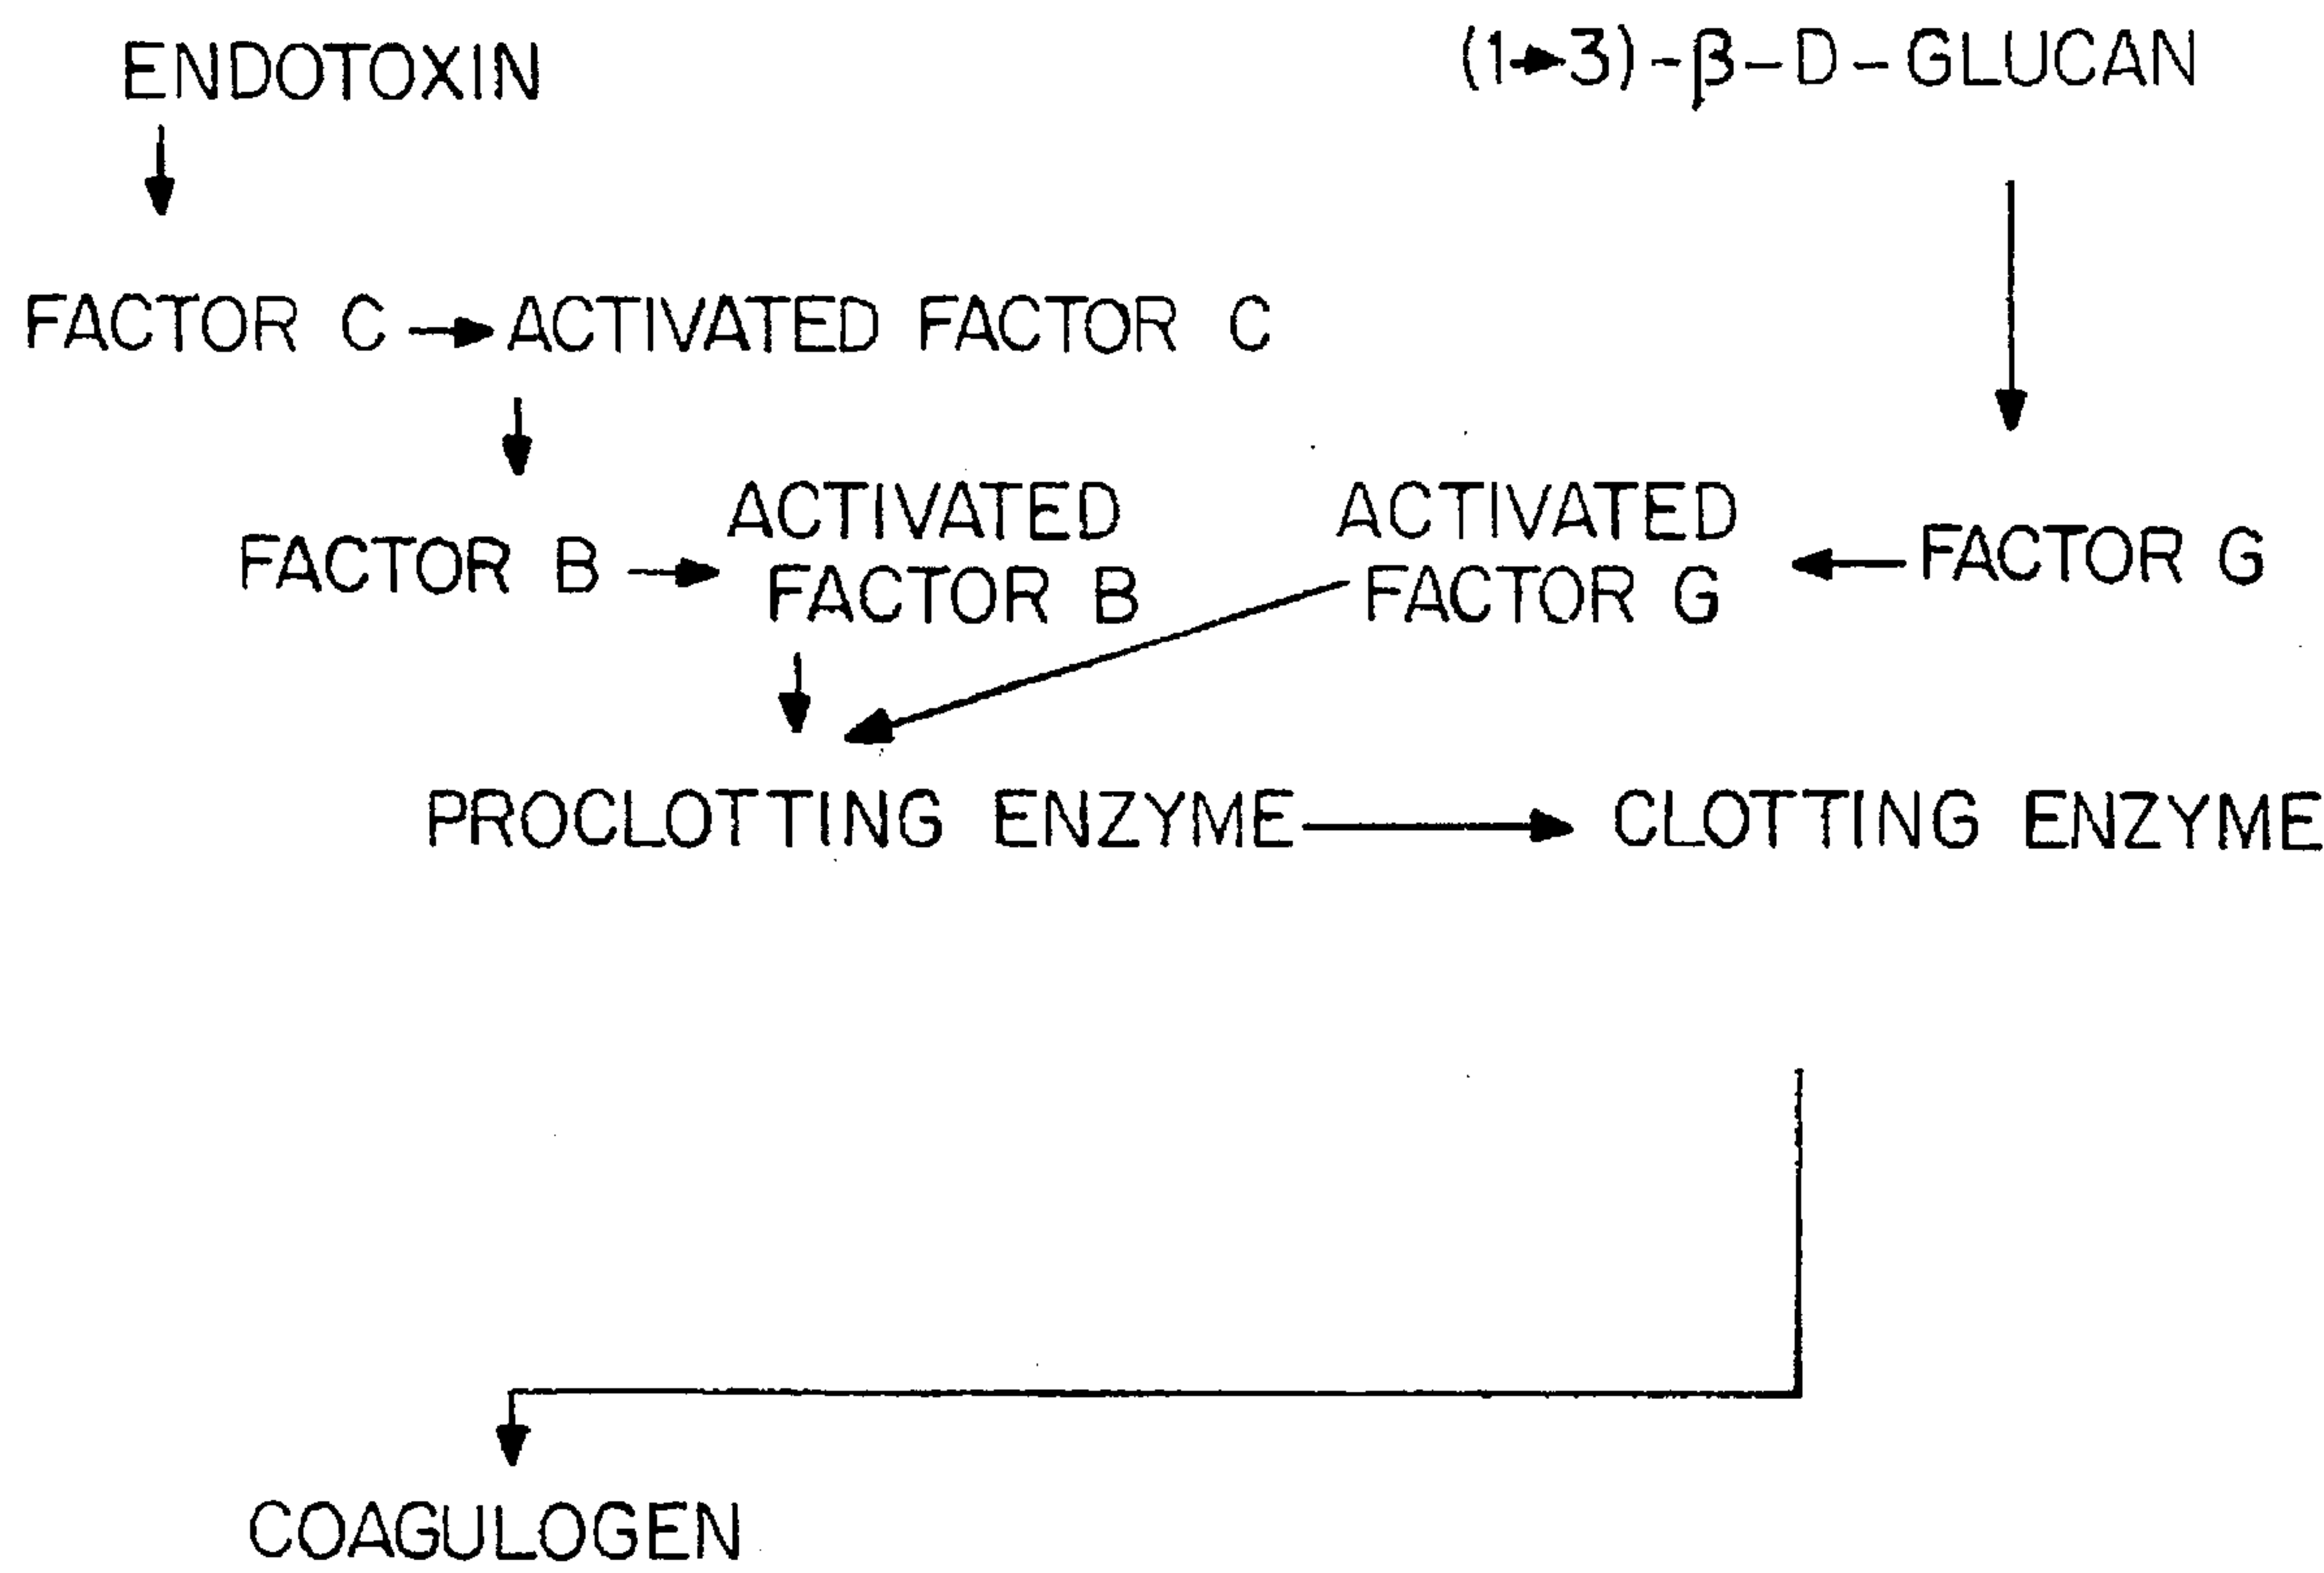 ENDOTOXIN
(1→3)-β-D-GLUCAN
FACTOR C → ACTIVATED FACTOR C
FACTOR B → ACTIVATED
FACTOR B
ACTIVATED
FACTOR G
← FACTOR G
PROCLOTTING ENZYME → CLOTTING ENZYME
COAGULOGEN